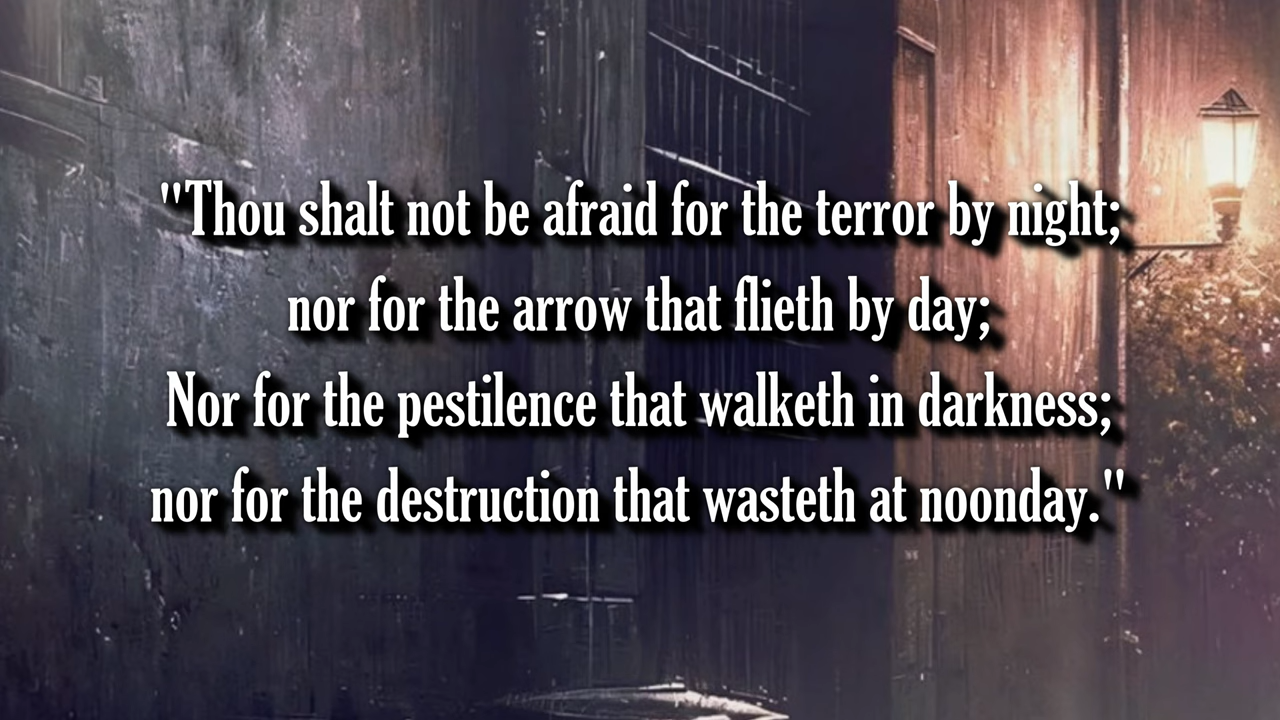 "Thou shalt not be afraid for the terror by night;
nor for the arrow that flieth by day;
Nor for the pestilence that walketh in darkness;
nor for the destruction that wasteth at noonday."